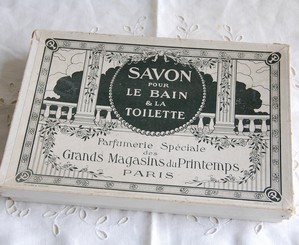 SAVON
POUR
LE BAIN
& LA
TOILETTE
Parfumerie Spéciale
des
Grands Magasins du Printemps
PARIS